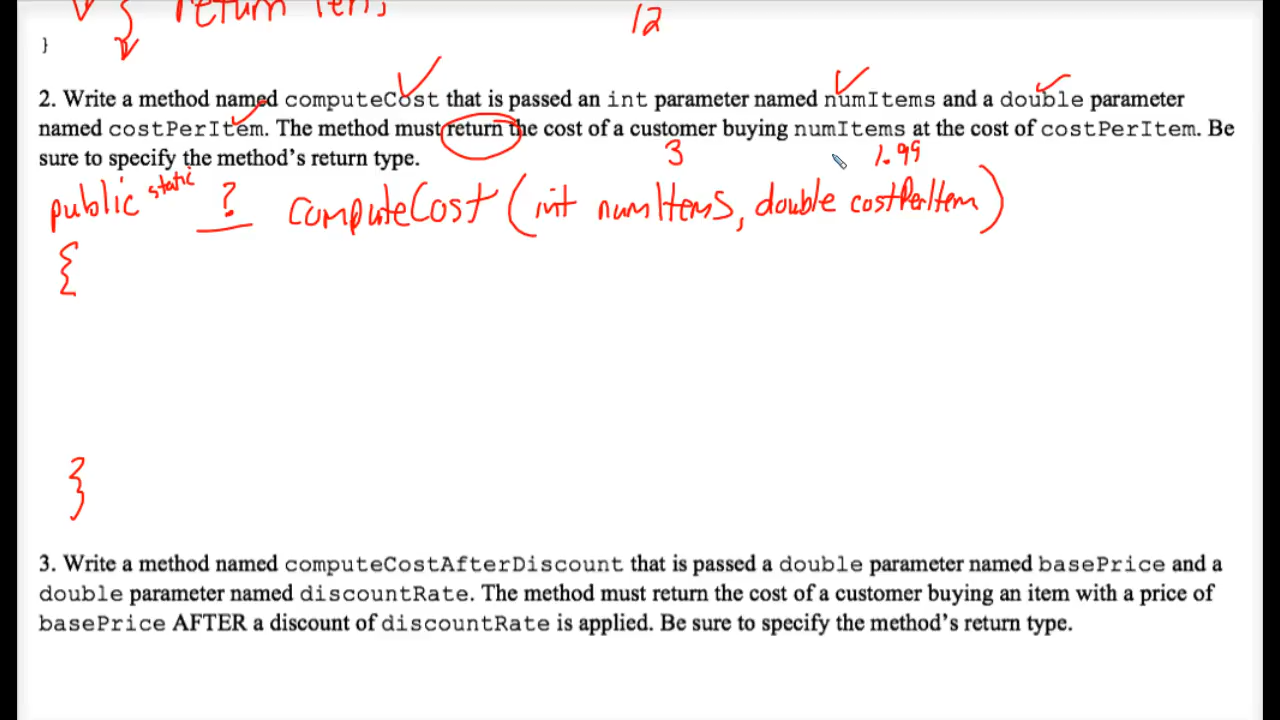 return len;
12
}
2. Write a method named computeCost that is passed an int parameter named numItems and a double parameter
named costPerItem. The method must return the cost of a customer buying numItems at the cost of costPerItem. Be
sure to specify the method's return type.
3 1.99
public static ? computeCost (int numItems, double costPerItem)
{
}
3. Write a method named computeCostAfterDiscount that is passed a double parameter named basePrice and a
double parameter named discountRate. The method must return the cost of a customer buying an item with a price of
basePrice AFTER a discount of discountRate is applied. Be sure to specify the method's return type.